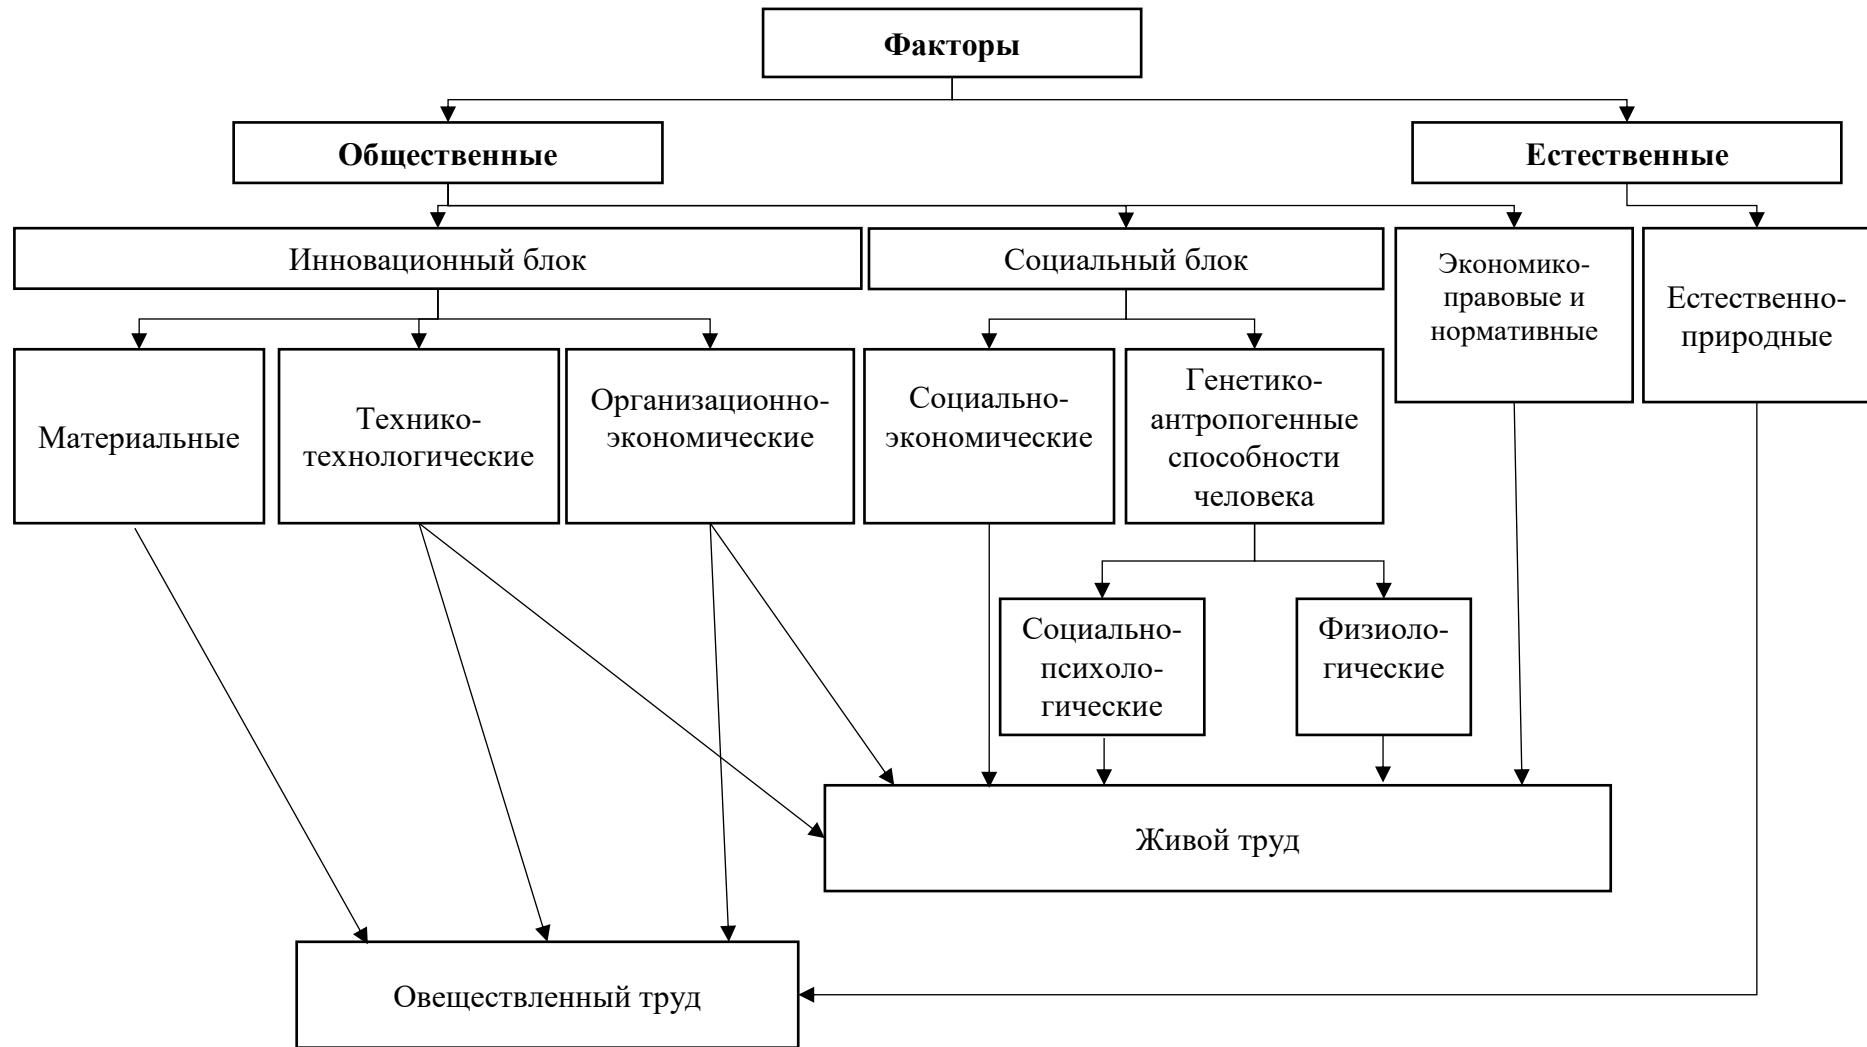 Факторы
Общественные
Естественные
Инновационный блок
Социальный блок
Экономико-
правовые и
нормативные
Естественно-
природные
Материальные
Технико-
технологические
Организационно-
экономические
Социально-
экономические
Генетико-
антропогенные
способности
человека
Социально-
психоло-
гические
Физиоло-
гические
Живой труд
Овеществленный труд